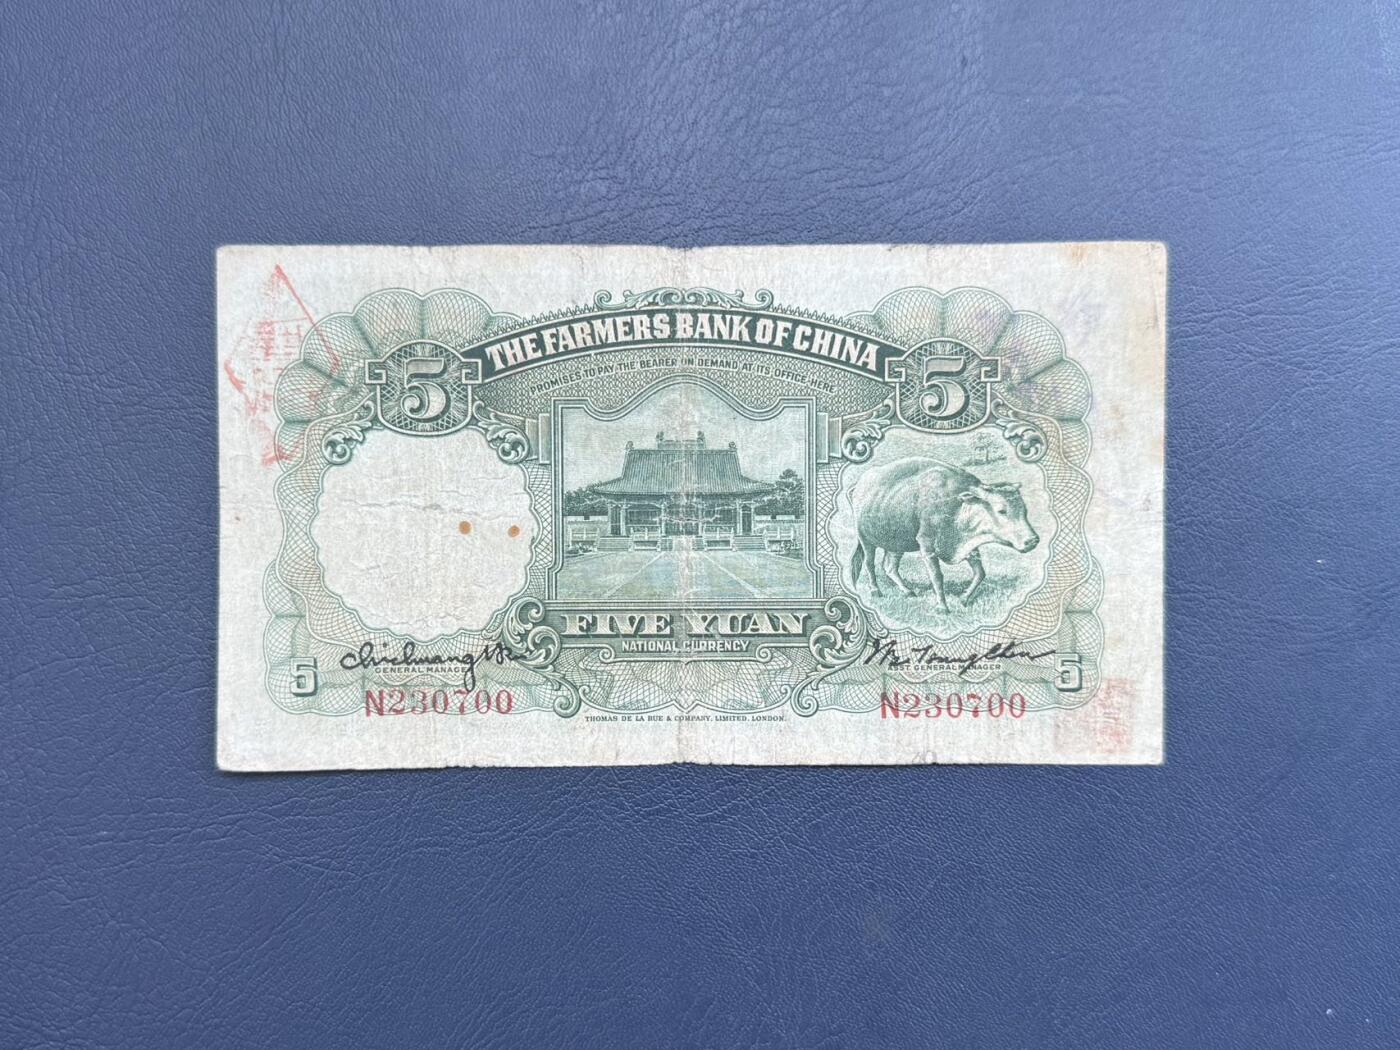 THE FARMERS BANK OF CHINA
PROMISES TO PAY THE BEARER ON DEMAND AT ITS OFFICE HERE
5 5
FIVE YUAN
NATIONAL CURRENCY
GENERAL MANAGER
ASST. GENERAL MANAGER
5 5
N230700 N230700
THOMAS DE LA RUE & COMPANY, LIMITED, LONDON.